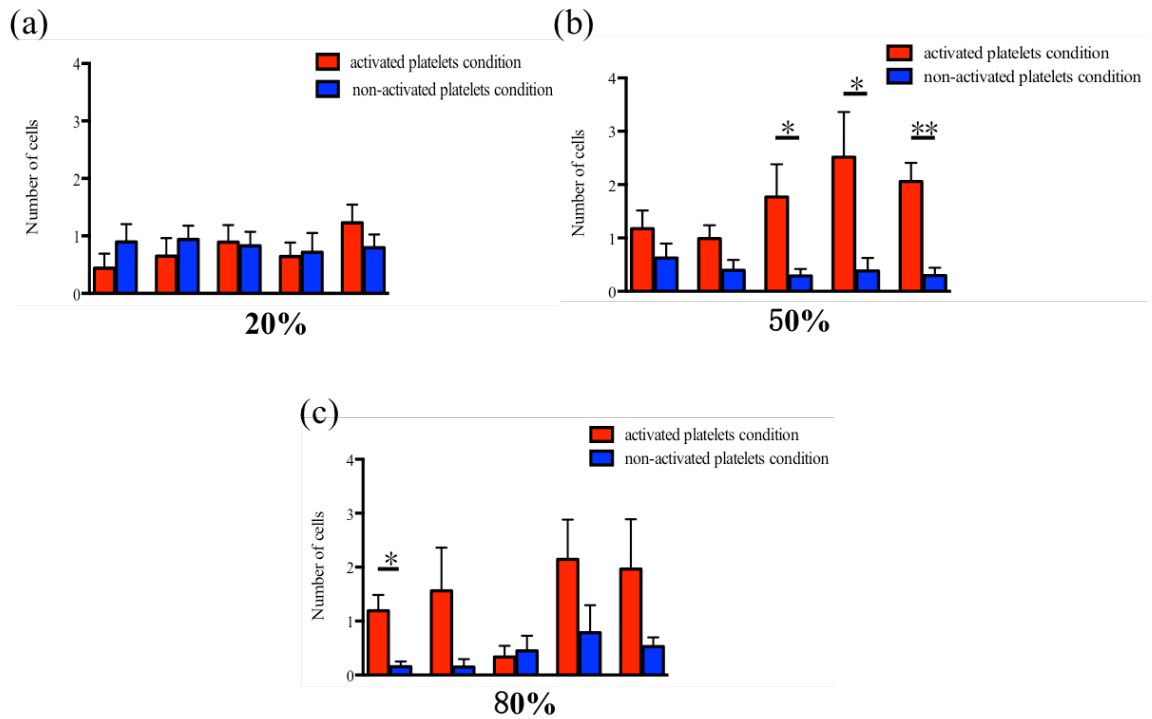 (a)
activated platelets condition
non-activated platelets condition
Number of cells
4
3
2
1
0
20%
(b)
activated platelets condition
non-activated platelets condition
Number of cells
4
3
2
1
0
*
*
**
50%
(c)
activated platelets condition
non-activated platelets condition
Number of cells
4
3
2
1
0
*
80%